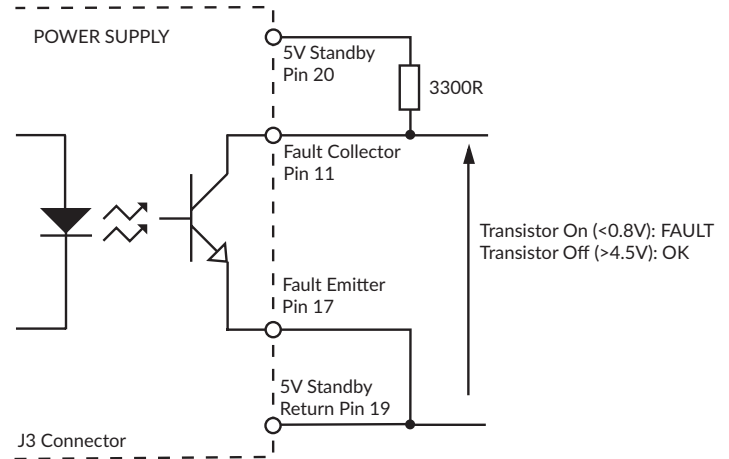 POWER SUPPLY
5V Standby
Pin 20
3300R
Fault Collector
Pin 11
Transistor On (<0.8V): FAULT
Transistor Off (>4.5V): OK
Fault Emitter
Pin 17
5V Standby
Return Pin 19
J3 Connector